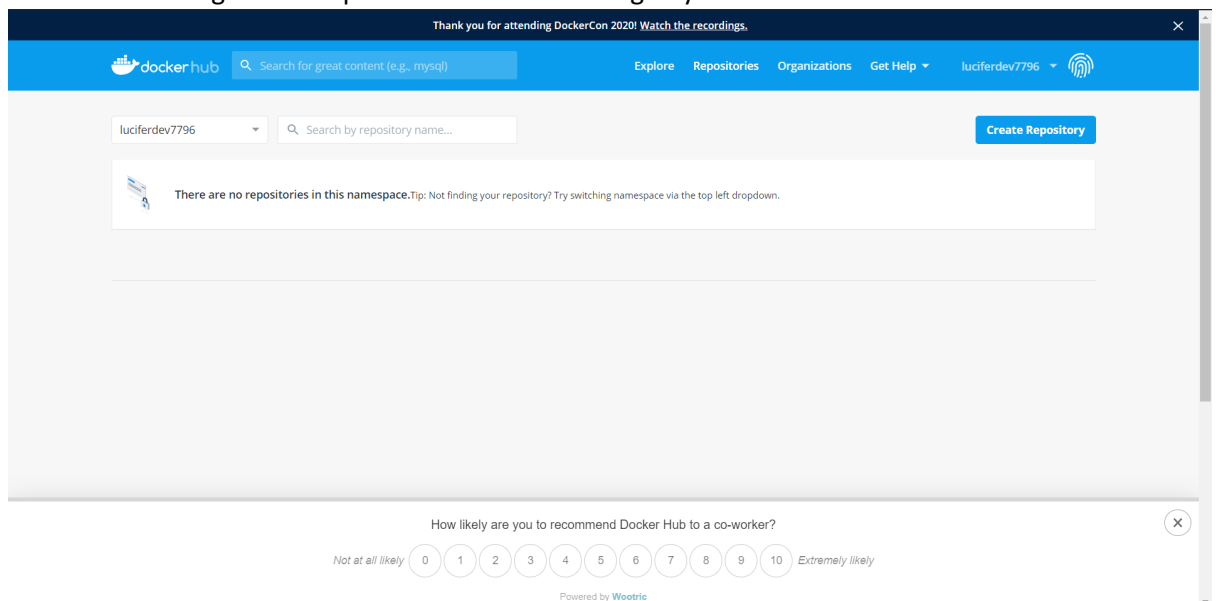 Thank you for attending DockerCon 2020! Watch the recordings.
dockerhub Search for great content (e.g., mysql) Explore Repositories Organizations Get Help luciferdev7796
luciferdev7796 Search by repository name... Create Repository
There are no repositories in this namespace.Tip: Not finding your repository? Try switching namespace via the top left dropdown.
How likely are you to recommend Docker Hub to a co-worker?
Not at all likely 0 1 2 3 4 5 6 7 8 9 10 Extremely likely
Powered by Wootric